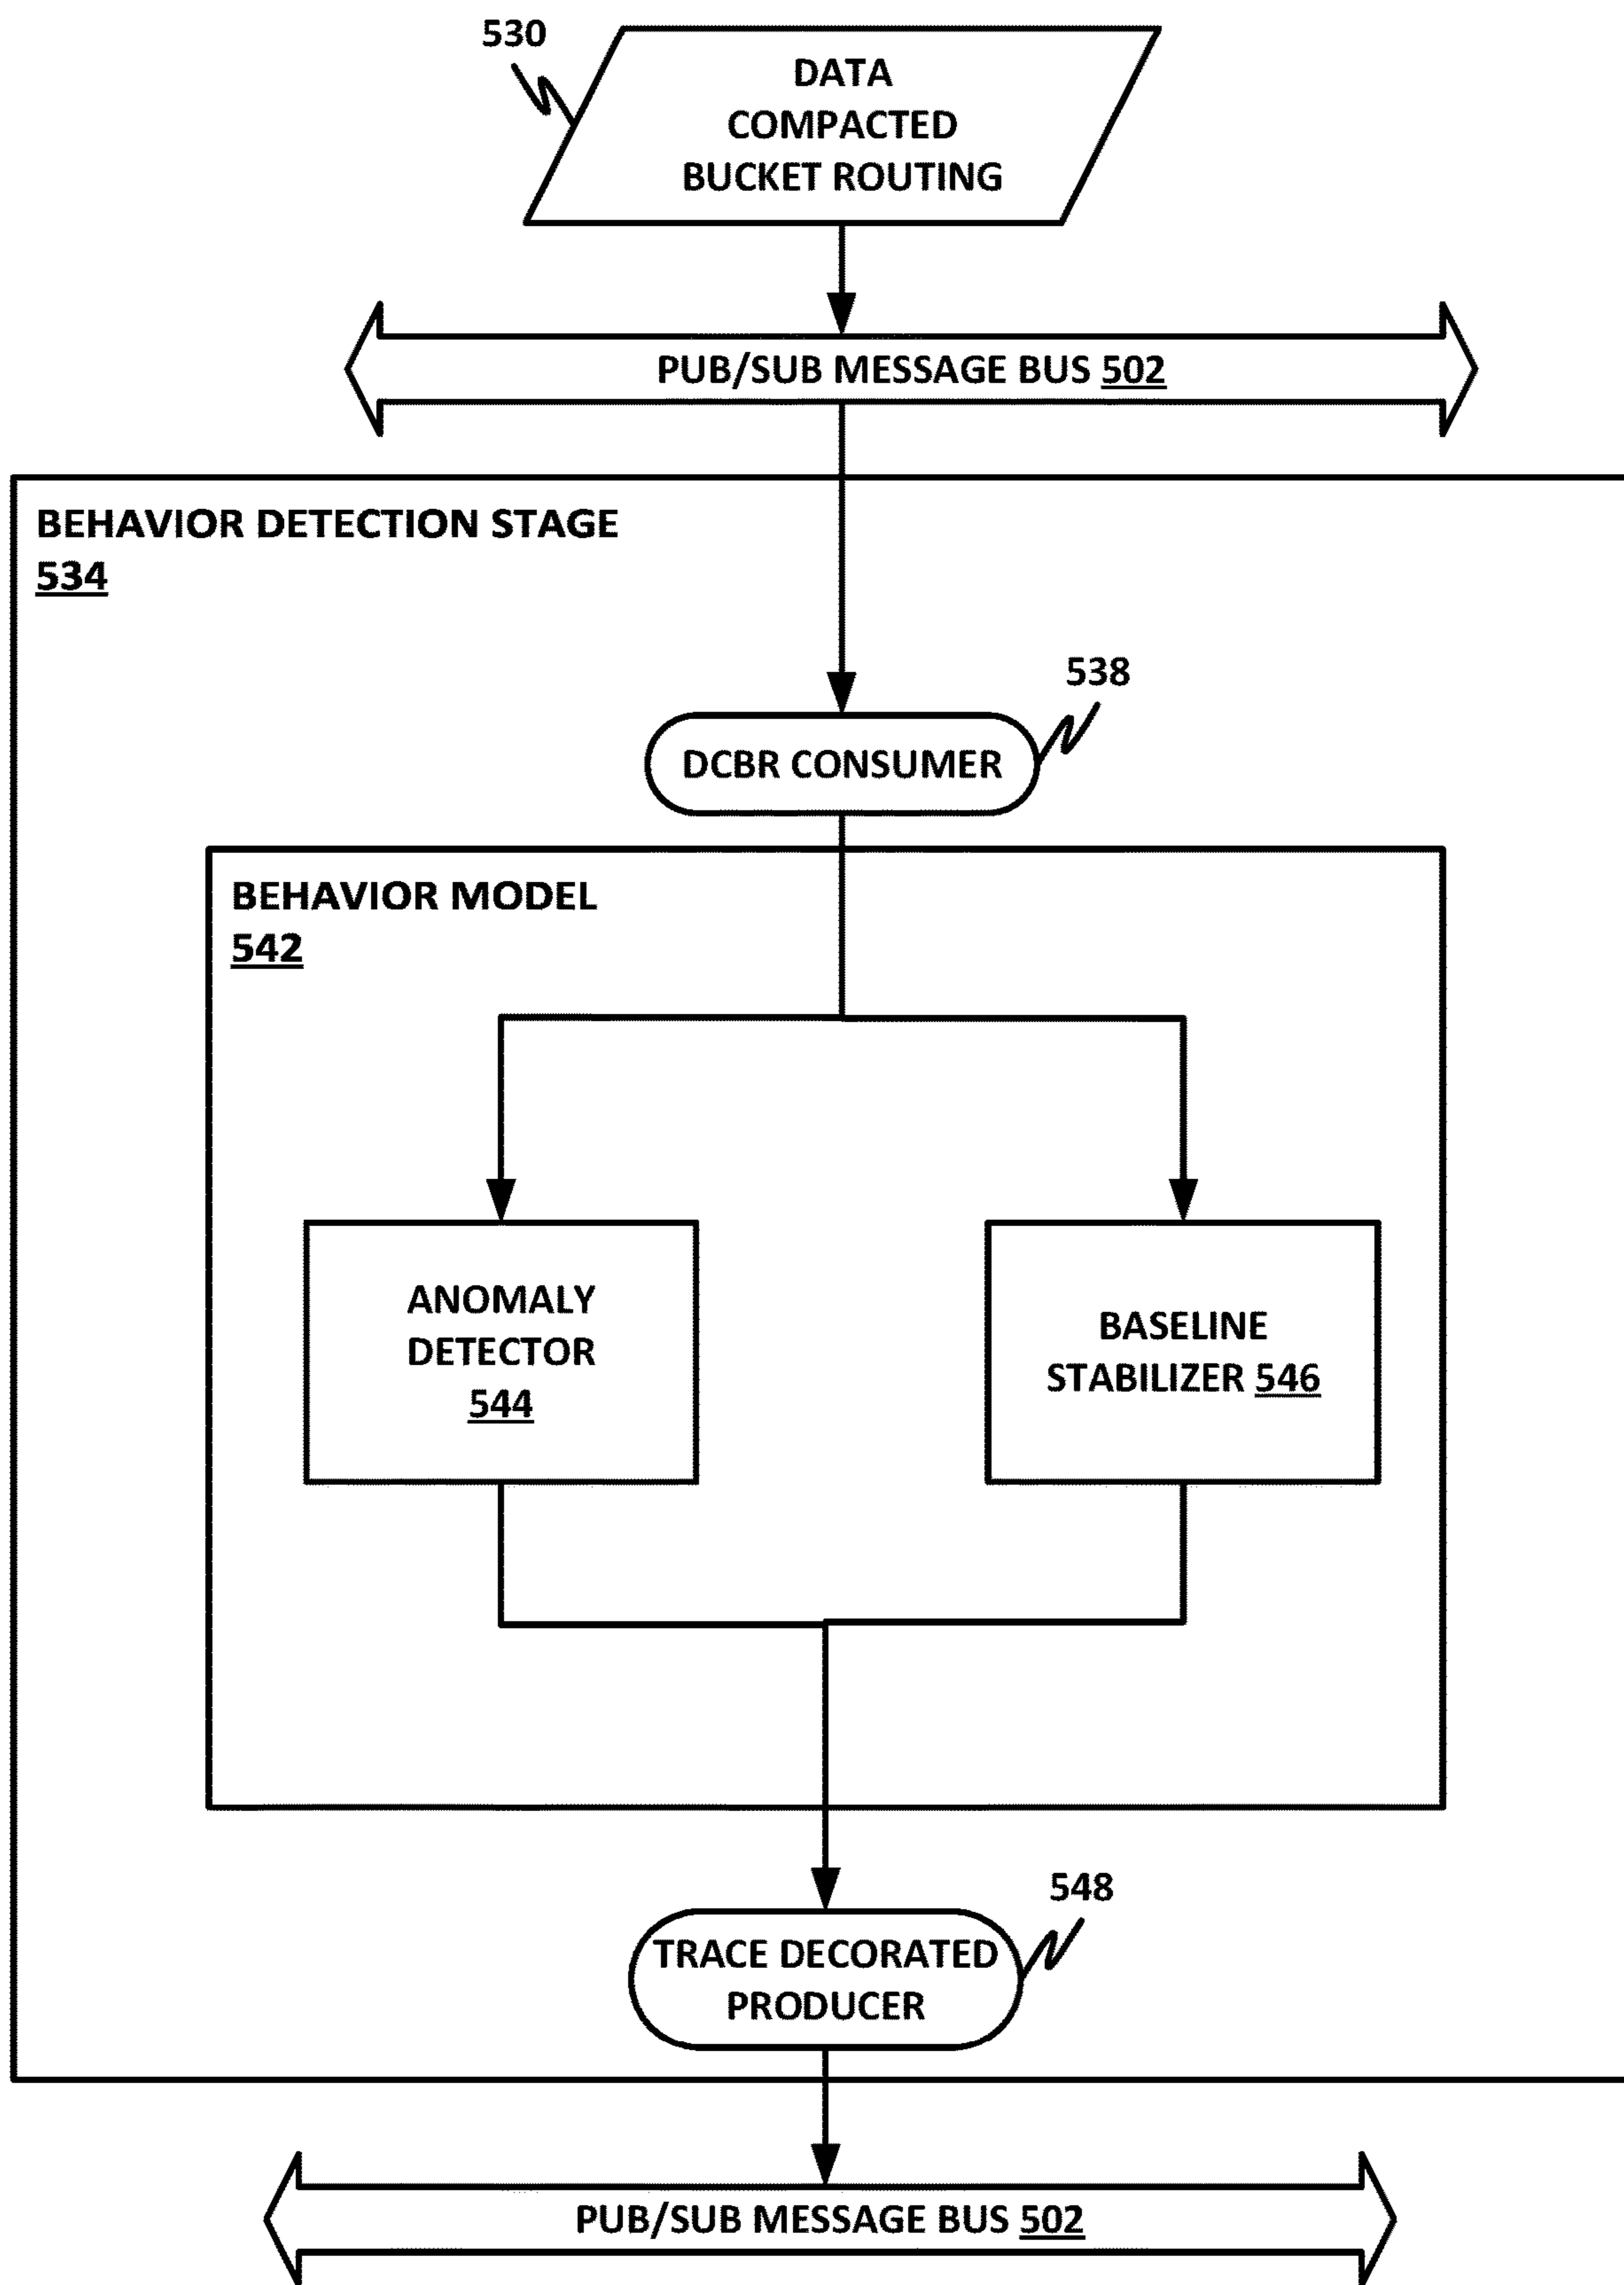 530
DATA
COMPACTED
BUCKET ROUTING
PUB/SUB MESSAGE BUS 502
BEHAVIOR DETECTION STAGE
534
538
DCBR CONSUMER
BEHAVIOR MODEL
542
ANOMALY
DETECTOR
544
BASELINE
STABILIZER 546
548
TRACE DECORATED
PRODUCER
PUB/SUB MESSAGE BUS 502